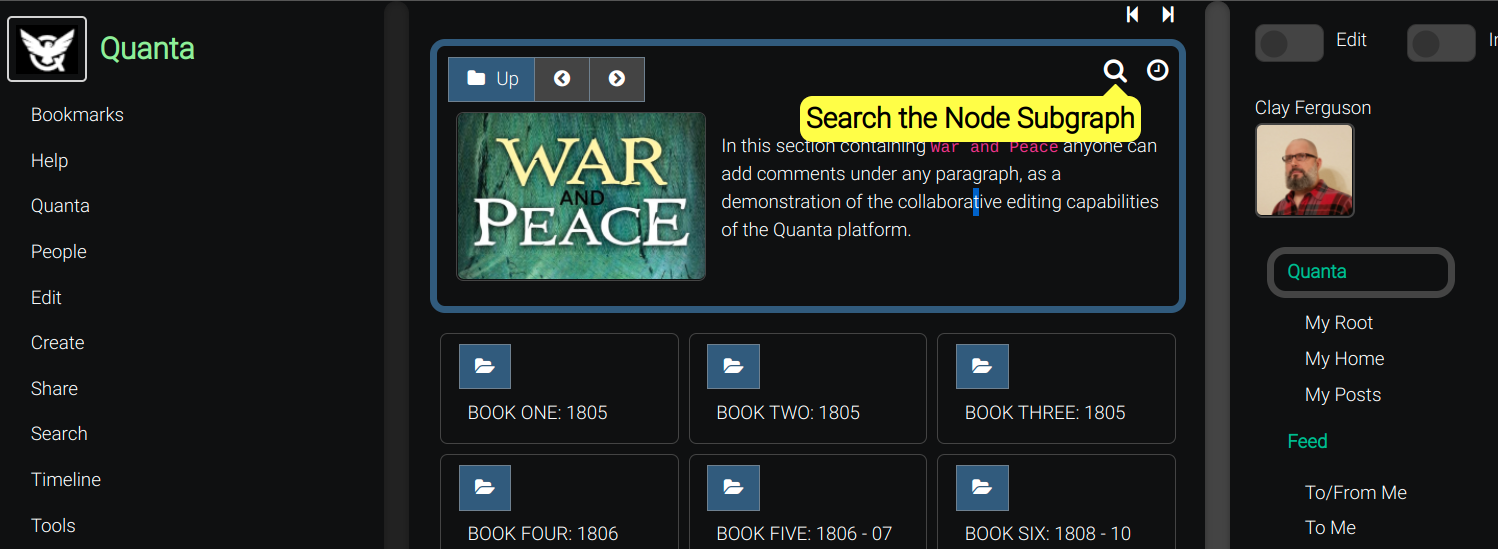 Quanta
Bookmarks
Help
Quanta
People
Edit
Create
Share
Search
Timeline
Tools
Up
Search the Node Subgraph
WAR
AND
PEACE
In this section containing War and Peace anyone can
add comments under any paragraph, as a
demonstration of the collaborative editing capabilities
of the Quanta platform.
BOOK ONE: 1805
BOOK TWO: 1805
BOOK THREE: 1805
BOOK FOUR: 1806
BOOK FIVE: 1806 - 07
BOOK SIX: 1808 - 10
Edit
Clay Ferguson
Quanta
My Root
My Home
My Posts
Feed
To/From Me
To Me